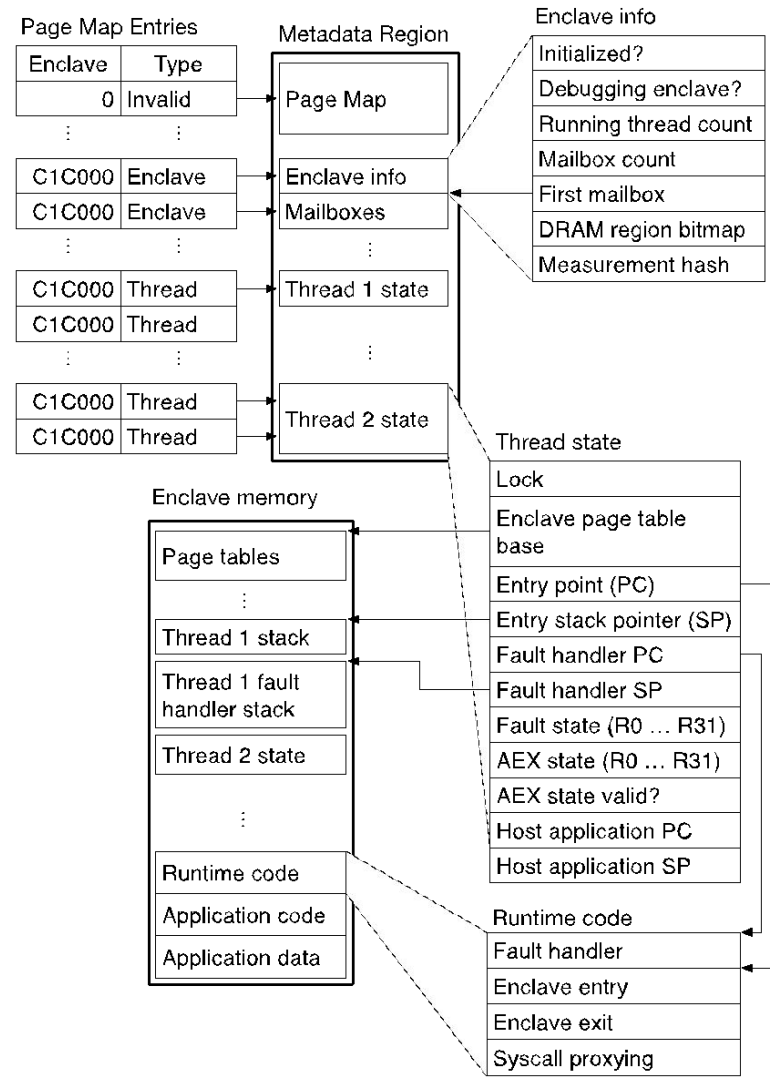 Page Map Entries
Enclave Type
0 Invalid
⋮ ⋮
C1C000 Enclave
C1C000 Enclave
⋮ ⋮
C1C000 Thread
C1C000 Thread
⋮ ⋮
C1C000 Thread
C1C000 Thread
Metadata Region
Page Map
Enclave info
Mailboxes
⋮
Thread 1 state
⋮
Thread 2 state
Enclave info
Initialized?
Debugging enclave?
Running thread count
Mailbox count
First mailbox
DRAM region bitmap
Measurement hash
Thread state
Lock
Enclave page table
base
Entry point (PC)
Entry stack pointer (SP)
Fault handler PC
Fault handler SP
Fault state (R0 ... R31)
AEX state (R0 ... R31)
AEX state valid?
Host application PC
Host application SP
Enclave memory
Page tables
⋮
Thread 1 stack
Thread 1 fault
handler stack
Thread 2 state
⋮
Runtime code
Application code
Application data
Runtime code
Fault handler
Enclave entry
Enclave exit
Syscall proxying